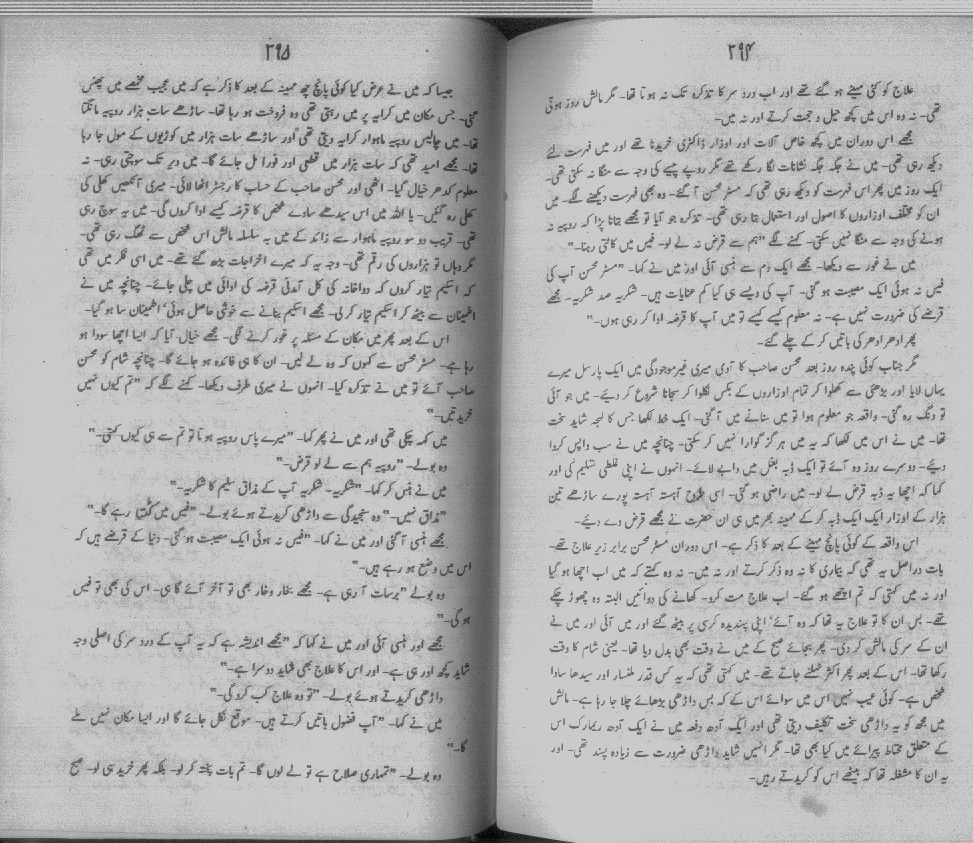 ۲۹۴
علاج کو کئی مہینے ہو گئے تھے اور اب درد سر کا تذکرہ تک نہ ہوتا تھا۔ مگر مالش روز ہوتی
تھی۔ نہ وہ اس میں کچھ حیل و حجت کرتے اور نہ میں۔
مجھے اس دوران میں کچھ خاص آلات اور اوزار ڈاکٹری خریدنا تھے اور میں فہرست لئے
دیکھ رہی تھی۔ میں نے جگہ جگہ نشانات لگا رکھے تھے مگر روپے پیسے کی وجہ سے منگا نہ سکتی تھی۔
ایک روز میں پھر اس فہرست کو دیکھ رہی تھی کہ مسٹر محسن آ گئے۔ وہ بھی فہرست دیکھنے لگے۔ میں
ان کو مختلف اوزاروں کا اصول اور استعمال بتا رہی تھی۔ تذکرہ جو آیا تو مجھے بتانا پڑا کہ روپیہ نہ
ہونے کی وجہ سے منگا نہیں سکتی۔ کہنے لگے "ہم سے قرض نہ لے لو۔ فیس میں کاٹتی رہنا۔"
میں نے غور سے دیکھا۔ مجھے ایک دم سے ہنسی آئی اور میں نے کہا۔ "مسٹر محسن آپ کی
فیس نہ ہوئی ایک مصیبت ہو گئی۔ آپ کی ویسے ہی کیا کم عنایات ہیں۔ شکریہ صد شکریہ۔ مجھے
قرضے کی ضرورت نہیں ہے۔ نہ معلوم کیسے کیسے تو میں آپ کا قرضہ ادا کر رہی ہوں۔"
پھر ادھر ادھر کی باتیں کر کے چلے گئے۔
مگر جناب کوئی پندرہ روز بعد محسن صاحب کا آدمی میری غیر موجودگی میں ایک پارسل میرے
یہاں لایا اور بڑھئی سے کھلوا کر تمام اوزاروں کے بکس نکلوا کر سجانا شروع کر دیئے۔ میں جو آئی
تو دنگ رہ گئی۔ واقعہ جو معلوم ہوا تو میں سناٹے میں آ گئی۔ ایک خط لکھا جس کا لہجہ شاید سخت
تھا۔ میں نے اس میں لکھا کہ یہ میں ہرگز گوارا نہیں کر سکتی۔ چنانچہ میں نے سب واپس کروا
دیئے۔ دوسرے روز وہ آئے تو ایک ڈبہ بغل میں دابے لائے۔ انہوں نے اپنی غلطی تسلیم کی اور
کہا کہ اچھا یہ ڈبہ قرض لے لو۔ میں راضی ہو گئی۔ اسی طرح آہستہ آہستہ پورے ساڑھے تین
ہزار کے اوزار ایک ایک ڈبہ کر کے مہینہ بھر میں ہی ان حضرت نے مجھے قرض دے دیئے۔
اس واقعہ کے کوئی پانچ مہینے کے بعد کا ذکر ہے۔ اس دوران مسٹر محسن برابر زیر علاج تھے۔
بات دراصل یہ تھی کہ بیماری کا نہ وہ ذکر کرتے اور نہ میں۔ نہ وہ کہتے کہ میں اب اچھا ہو گیا
اور نہ میں کہتی کہ تم اچھے ہو گئے۔ اب علاج مت کرو۔ کھانے کی دوائیں البتہ وہ چھوڑ چکے
تھے۔ بس ان کا تو علاج یہ تھا کہ وہ آئے' اپنی پسندیدہ کرسی پر بیٹھ گئے اور میں آئی اور میں نے
ان کے سر کی مالش کر دی۔ پھر بجائے صبح کے میں نے وقت بھی بدل دیا تھا۔ یعنی شام کا وقت
رکھا تھا۔ اس کے بعد پھر اکثر ٹہلنے جاتے تھے۔ میں کہتی تھی کہ یہ کس قدر ملنسار اور سیدھا سادا
شخص ہے۔ کوئی عیب نہیں اس میں سوائے اس کے کہ بس داڑھی بڑھائے چلا جا رہا ہے۔ مالش
میں مجھ کو یہ داڑھی سخت تکلیف دیتی تھی اور ایک آدھ دفعہ میں نے ایک آدھ ریمارک اس
کے متعلق محتاط پیرائے میں کیا بھی تھا۔ مگر انہیں شاید داڑھی ضرورت سے زیادہ پسند تھی۔ اور
یہ ان کا مشغلہ تھا کہ بیٹھے اس کو کریدتے رہیں۔
۲۹۵
جیسا کہ میں نے عرض کیا کوئی پانچ چھ مہینہ کے بعد کا ذکر ہے کہ میں عجیب مخمصے میں پھنس
گئی۔ جس مکان میں کرایہ پر میں رہتی تھی وہ فروخت ہو رہا تھا۔ ساڑھے سات ہزار روپیہ مانگتا
تھا۔ میں چالیس روپیہ ماہوار کرایہ دیتی تھی اور ساڑھے سات ہزار میں کوڑیوں کے مول جا رہا
تھا۔ مجھے امید تھی کہ سات ہزار میں قطعی اور فوراً مل جائے گا۔ میں دیر تک سوچتی رہی۔ نہ
معلوم کدھر خیال گیا۔ اٹھی اور محسن صاحب کے حساب کا رجسٹر اٹھا لائی۔ میری آنکھیں کھلی کی
کھلی رہ گئیں۔ یا اللہ میں اس سیدھے سادے شخص کا قرضہ کیسے ادا کروں گی۔ میں یہ سوچ رہی
تھی۔ قریب دو سو روپیہ ماہوار سے زائد کے میں بہ سلسلہ مالش اس شخص سے ٹھگ رہی تھی۔
مگر وہاں تو ہزاروں کی رقم تھی۔ وجہ یہ کہ میرے اخراجات بڑھ گئے تھے۔ میں اسی فکر میں تھی
کہ اسکیم تیار کروں کہ دواخانہ کی کل آمدنی قرضہ کی ادائی میں چلی جائے۔ چنانچہ میں نے
اطمینان سے بیٹھ کر اسکیم تیار کر لی۔ مجھے اسکیم بنانے سے خوشی حاصل ہوئی' اطمینان سا ہو گیا۔
اس کے بعد پھر میں مکان کے مسئلہ پر غور کرنے لگی۔ مجھے خیال آیا کہ ایسا اچھا سودا ہو
رہا ہے۔ مسٹر محسن سے کہوں کہ وہ لے لیں۔ ان کا ہی فائدہ ہو جائے گا۔ چنانچہ شام کو محسن
صاحب آئے تو میں نے تذکرہ کیا۔ انہوں نے میری طرف دیکھا۔ کہنے لگے کہ "تم کیوں نہیں
خریدتیں۔"
میں کہہ چکی تھی اور میں نے پھر کہا۔ "میرے پاس روپیہ ہوتا تو تم سے ہی کیوں کہتی۔"
وہ بولے۔ "روپیہ ہم سے لے لو قرض۔"
میں نے ہنس کر کہا۔ "شکریہ۔ شکریہ آپ کے مذاق سلیم کا شکریہ۔"
"مذاق نہیں۔" وہ سنجیدگی سے داڑھی کریدتے ہوئے بولے۔ "فیس میں کٹتا رہے گا۔"
مجھے ہنسی آ گئی اور میں نے کہا۔ "فیس نہ ہوئی ایک مصیبت ہو گئی۔ دنیا کے قرضے ہیں کہ
اس میں وضع ہو رہے ہیں۔"
وہ بولے "برسات آ رہی ہے۔ مجھے بخار وخار بھی تو آخر آئے گا ہی۔ اس کی بھی تو فیس
ہو گی۔"
مجھے اور ہنسی آئی اور میں نے کہا کہ "مجھے اندیشہ ہے کہ یہ آپ کے درد سر کی اصلی وجہ
شاید کچھ اور ہی ہے۔ اور اس کا علاج بھی شاید دوسرا ہے۔"
داڑھی کریدتے ہوئے بولے۔ "تو وہ علاج کب کرو گی۔"
میں نے کہا۔ "آپ فضول باتیں کرتے ہیں۔ موقع نکل جائے گا اور ایسا مکان نہیں ملے
گا۔"
وہ بولے۔ "تمہاری صلاح ہے تو لے لوں گا۔ تم بات پختہ کر لو۔ بلکہ پھر خرید ہی لو۔ صبح